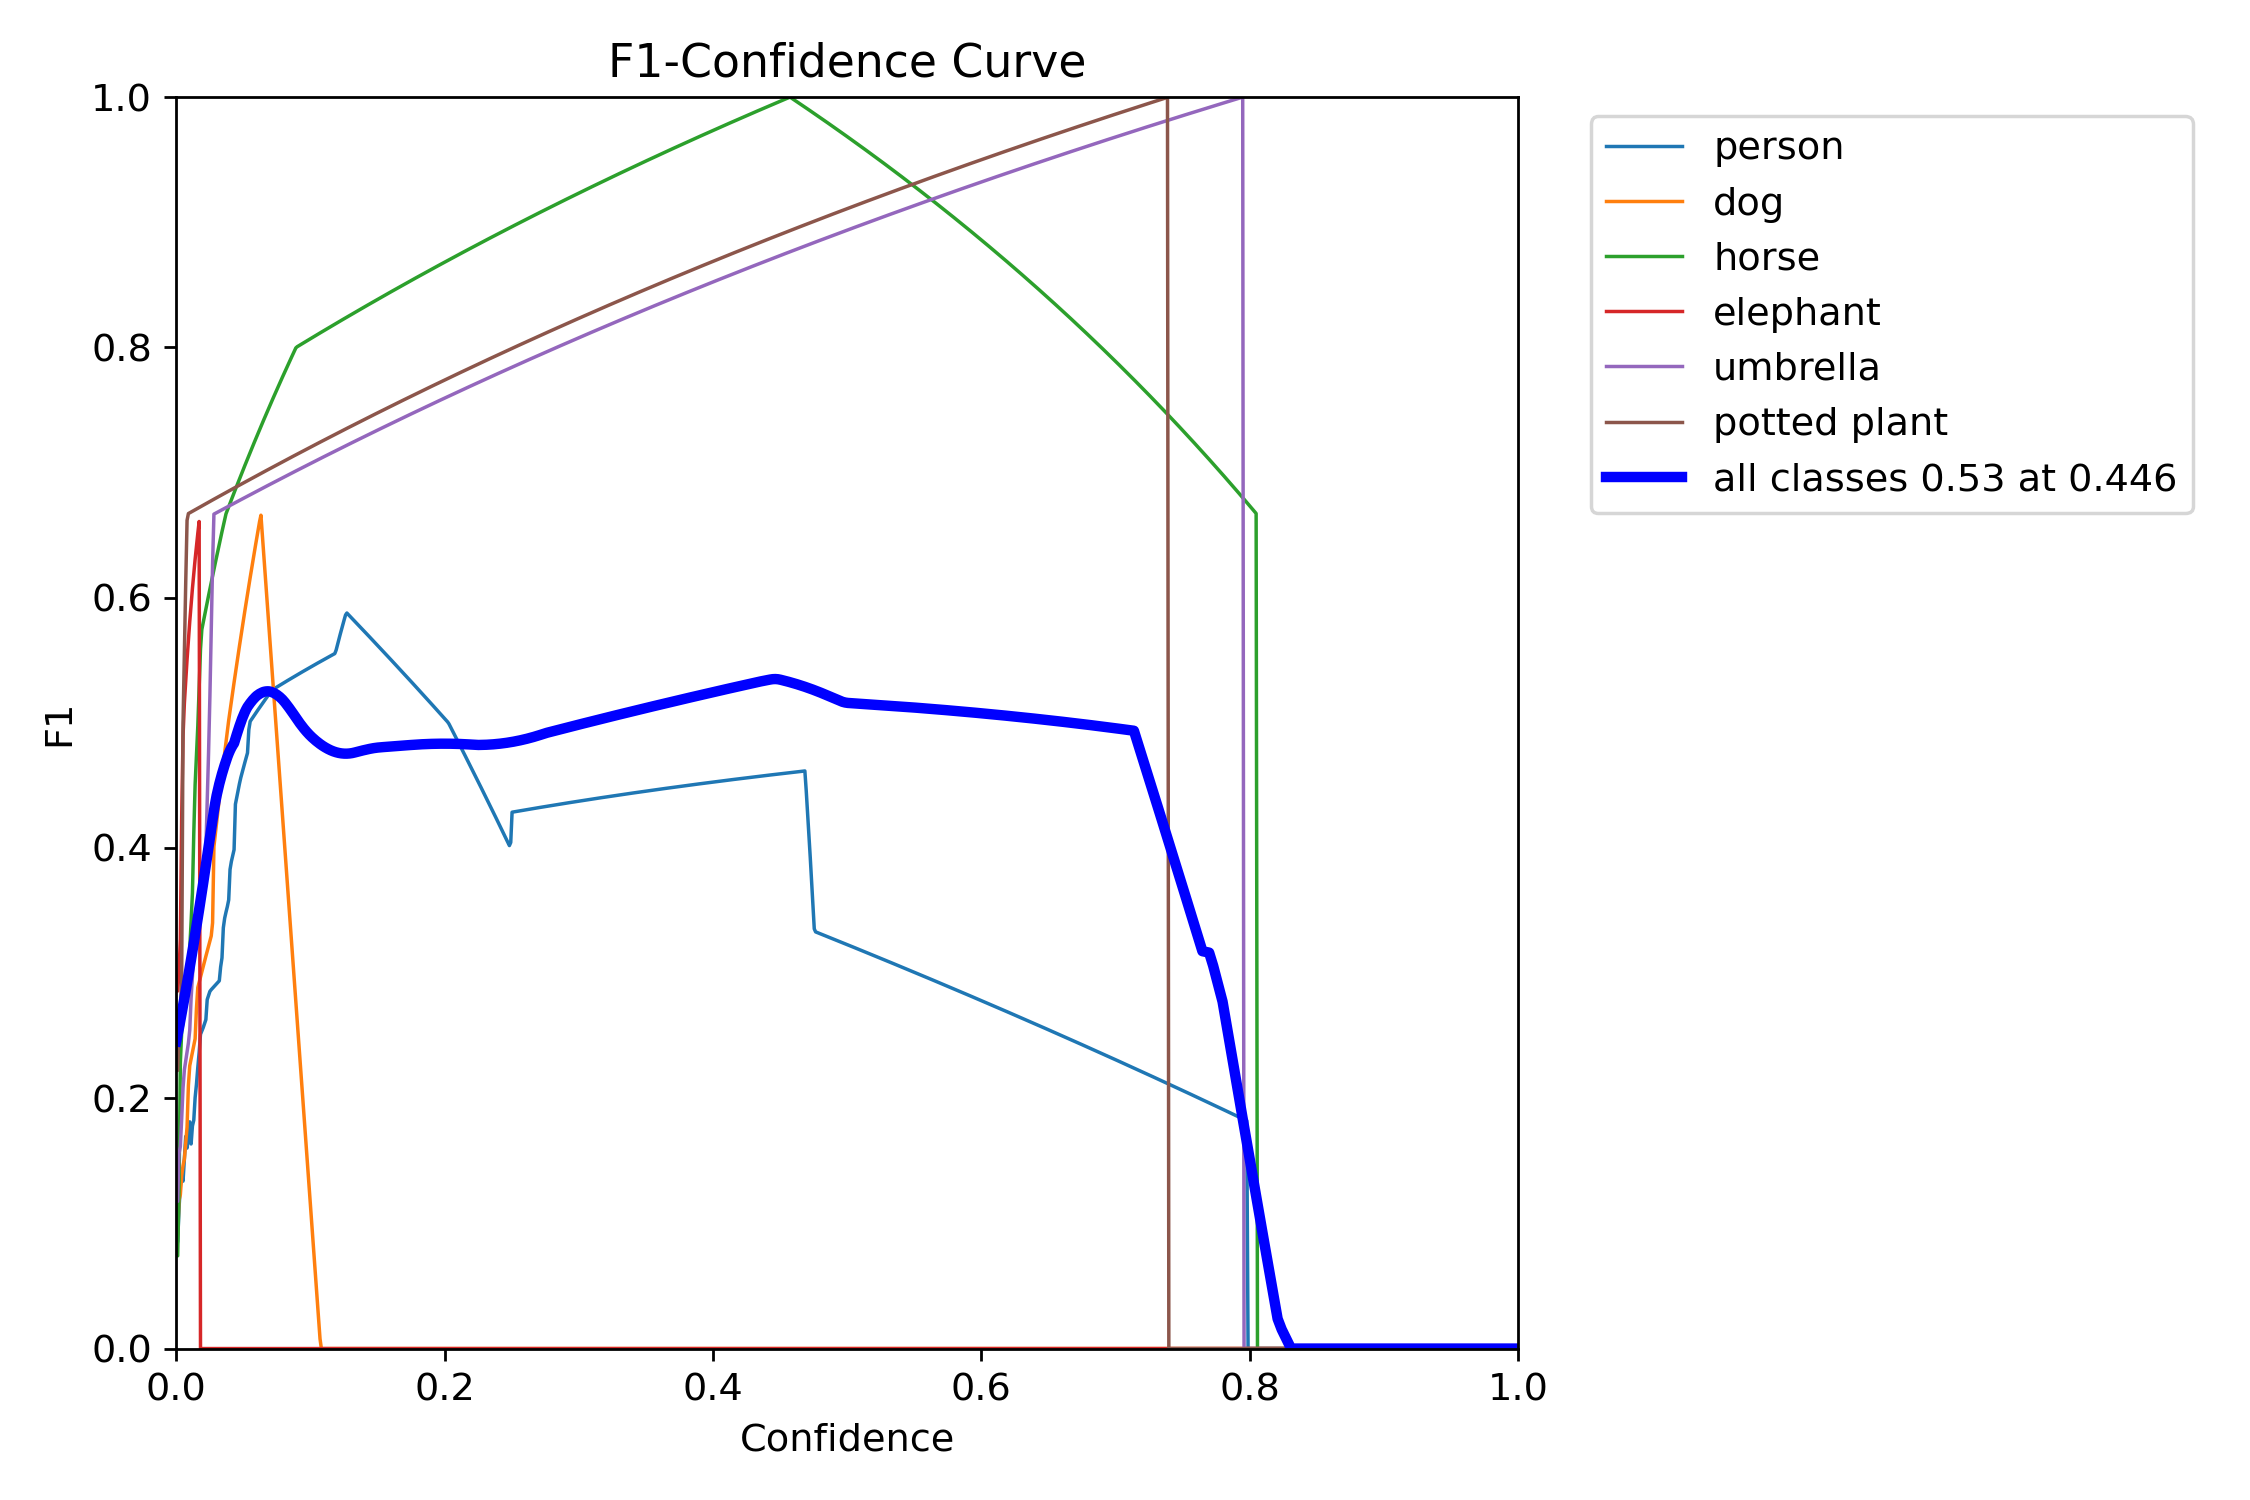 F1-Confidence Curve
1.0
0.8
0.6
0.4
0.2
0.0
F1
0.0 0.2 0.4 0.6 0.8 1.0
Confidence
person
dog
horse
elephant
umbrella
potted plant
all classes 0.53 at 0.446